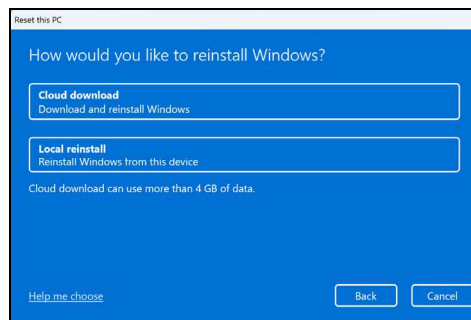 Reset this PC
How would you like to reinstall Windows?
Cloud download
Download and reinstall Windows
Local reinstall
Reinstall Windows from this device
Cloud download can use more than 4 GB of data.
Help me choose
Back
Cancel